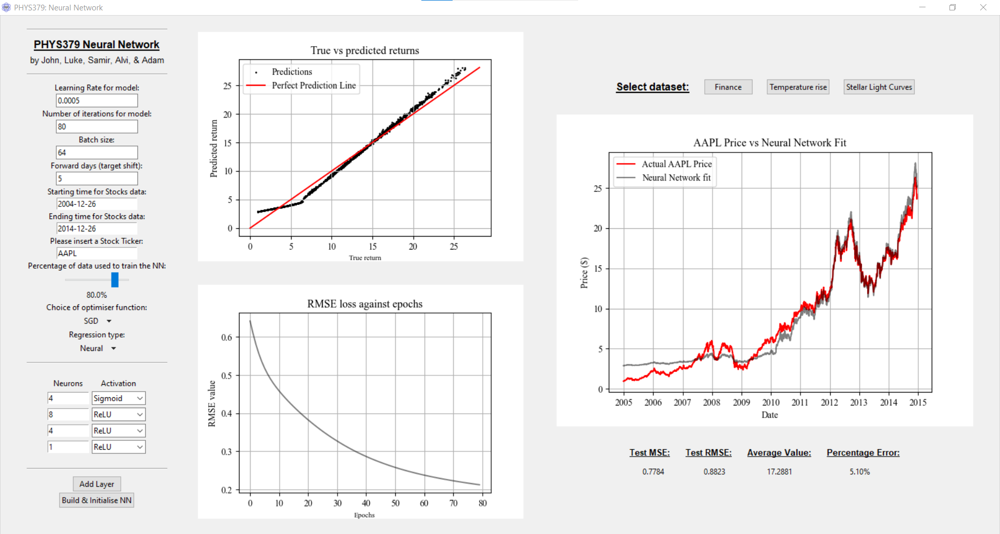 PHYS379: Neural Network
PHYS379 Neural Network
by John, Luke, Samir, Alvi, & Adam
Learning Rate for model:
0.0005
Number of iterations for model:
80
Batch size:
64
Forward days (target shift):
5
Starting time for Stocks data:
2004-12-26
Ending time for Stocks data:
2014-12-26
Please insert a Stock Ticker:
AAPL
Percentage of data used to train the NN:
80.0%
Choice of optimiser function:
SGD
Regression type:
Neural
Neurons Activation
4 Sigmoid
8 ReLU
4 ReLU
1 ReLU
Add Layer
Build & Initialise NN
True vs predicted returns
Predictions
Perfect Prediction Line
Predicted return
25
20
15
10
5
0
0 5 10 15 20 25
True return
RMSE loss against epochs
RMSE value
0.6
0.5
0.4
0.3
0.2
0 10 20 30 40 50 60 70 80
Epochs
Select dataset: Finance Temperature rise Stellar Light Curves
AAPL Price vs Neural Network Fit
Actual AAPL Price
Neural Network fit
Price ($)
25
20
15
10
5
0
2005 2006 2007 2008 2009 2010 2011 2012 2013 2014 2015
Date
Test MSE: Test RMSE: Average Value: Percentage Error:
0.7784 0.8823 17.2881 5.10%